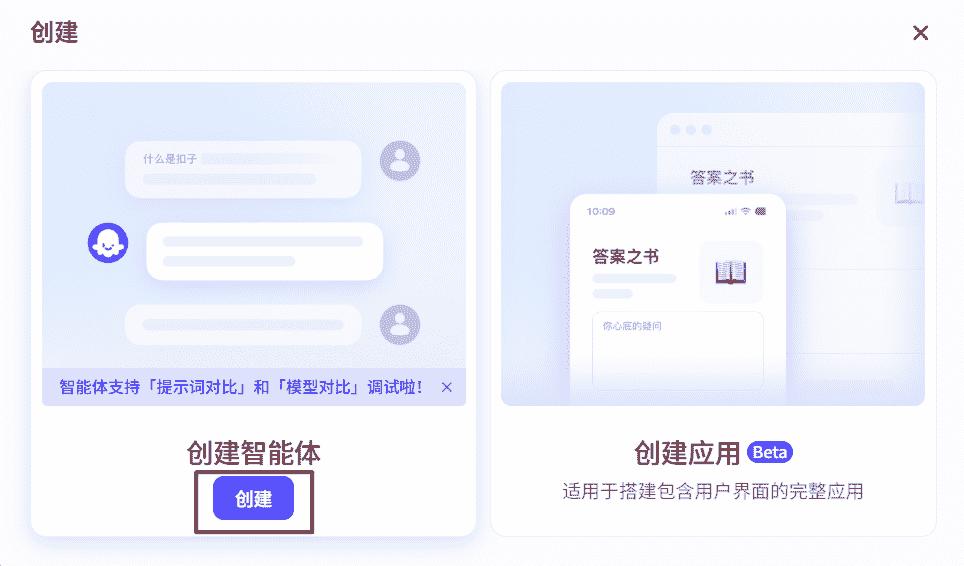 创建
什么是扣子
智能体支持「提示词对比」和「模型对比」调试啦！
创建智能体
创建
答案之书
10:09
答案之书
你心底的疑问
创建应用 Beta
适用于搭建包含用户界面的完整应用